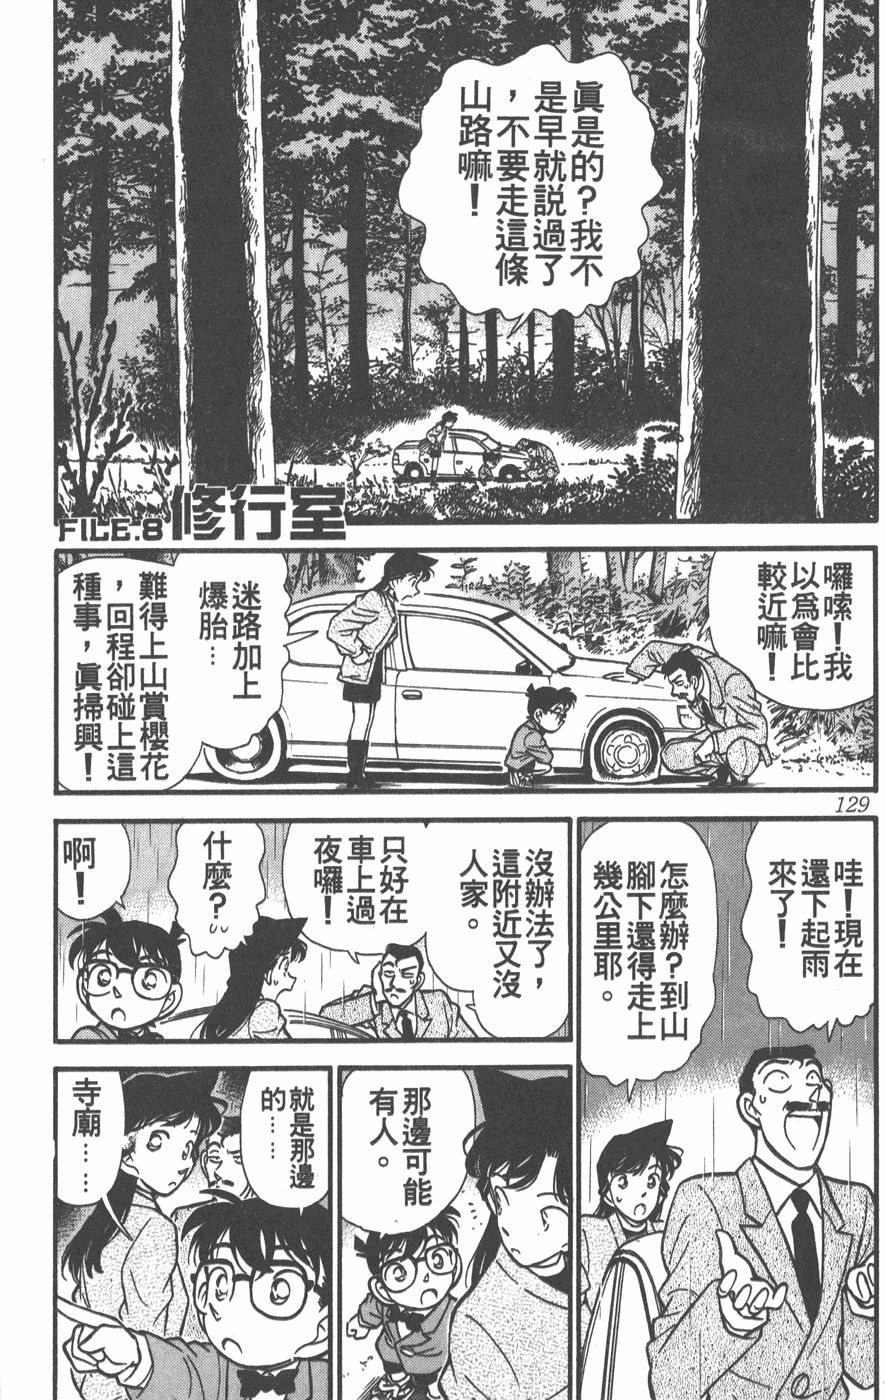 眞是的？我不
是早就說過了
，不要走這條
山路嘛！
FILE.8 修行室
囉嗦！我
以爲會比
較近嘛！
迷路加上
爆胎…
難得上山賞櫻花
，回程卻碰上這
種事，眞掃興！
129
哇！現在
還下起雨
來了！
怎麼辦？到山
腳下還得走上
幾公里耶。
沒辦法了，
這附近又沒
人家。
只好在
車上過
夜囉！
什麼？
啊！
那邊可能
有人。
就是那邊
的……
寺廟……